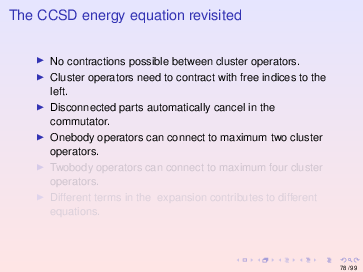 The CCSD energy equation revisited
No contractions possible between cluster operators.
Cluster operators need to contract with free indices to the
left.
Disconnected parts automatically cancel in the
commutator.
Onebody operators can connect to maximum two cluster
operators.
Twobody operators can connect to maximum four cluster
operators.
Different terms in the expansion contributes to different
equations.
78 / 99